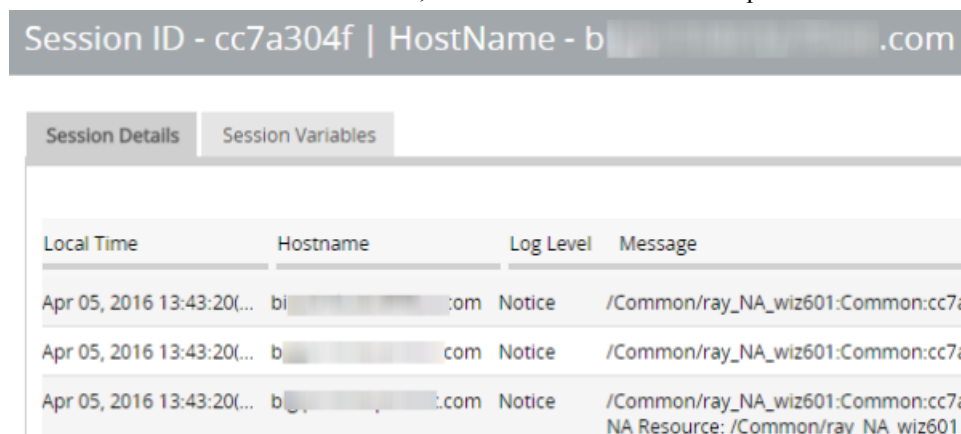 Session ID - cc7a304f | HostName - b .com
Session Details Session Variables
Local Time Hostname Log Level Message
Apr 05, 2016 13:43:20(... bi com Notice /Common/ray_NA_wiz601:Common:cc7a
Apr 05, 2016 13:43:20(... b com Notice /Common/ray_NA_wiz601:Common:cc7a
Apr 05, 2016 13:43:20(... big .com Notice /Common/ray_NA_wiz601:Common:cc7a
NA Resource: /Common/ray_NA_wiz601